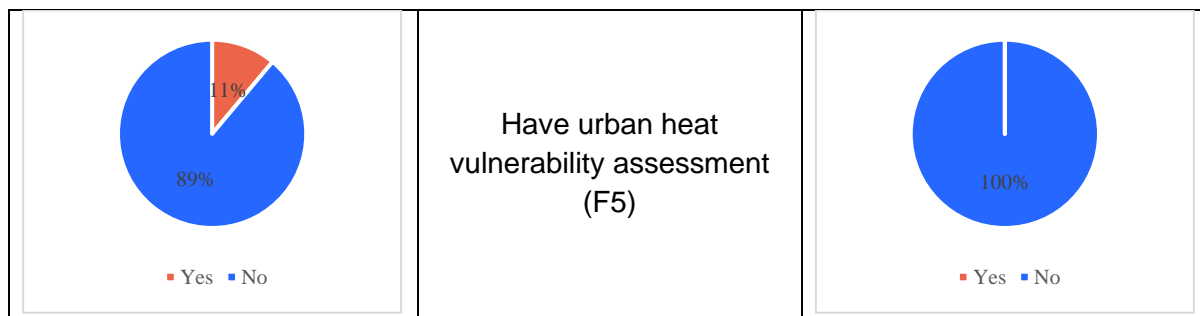 11%
89%
Yes No
Have urban heat
vulnerability assessment
(F5)
100%
Yes No